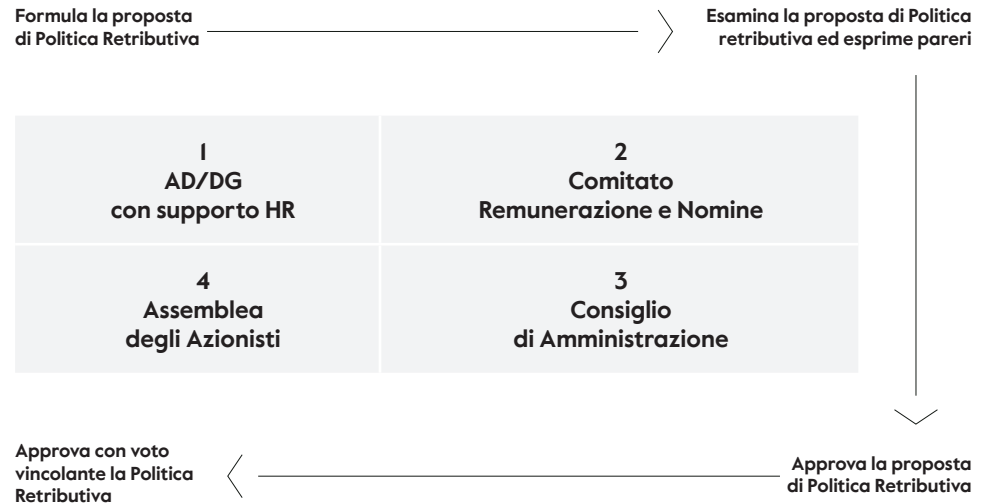 Formula la proposta
di Politica Retributiva
Esamina la proposta di Politica
retributiva ed esprime pareri
1
AD/DG
con supporto HR
2
Comitato
Remunerazione e Nomine
4
Assemblea
degli Azionisti
3
Consiglio
di Amministrazione
Approva con voto
vincolante la Politica
Retributiva
Approva la proposta
di Politica Retributiva